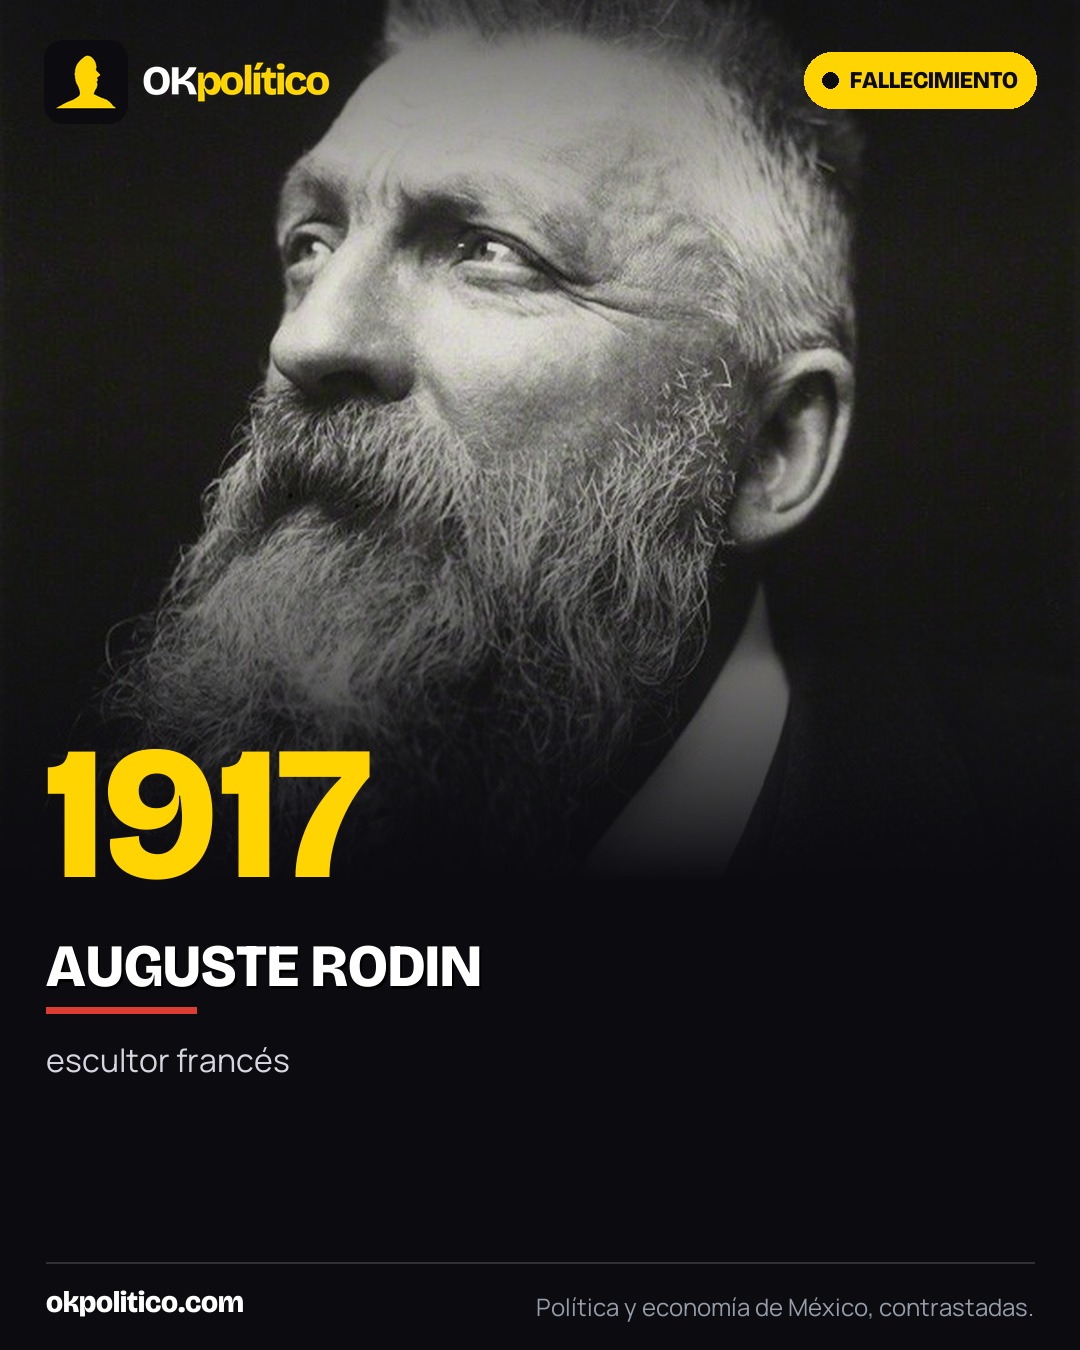 OKpolítico
FALLECIMIENTO
1917
AUGUSTE RODIN
escultor francés
okpolitico.com
Política y economía de México, contrastadas.